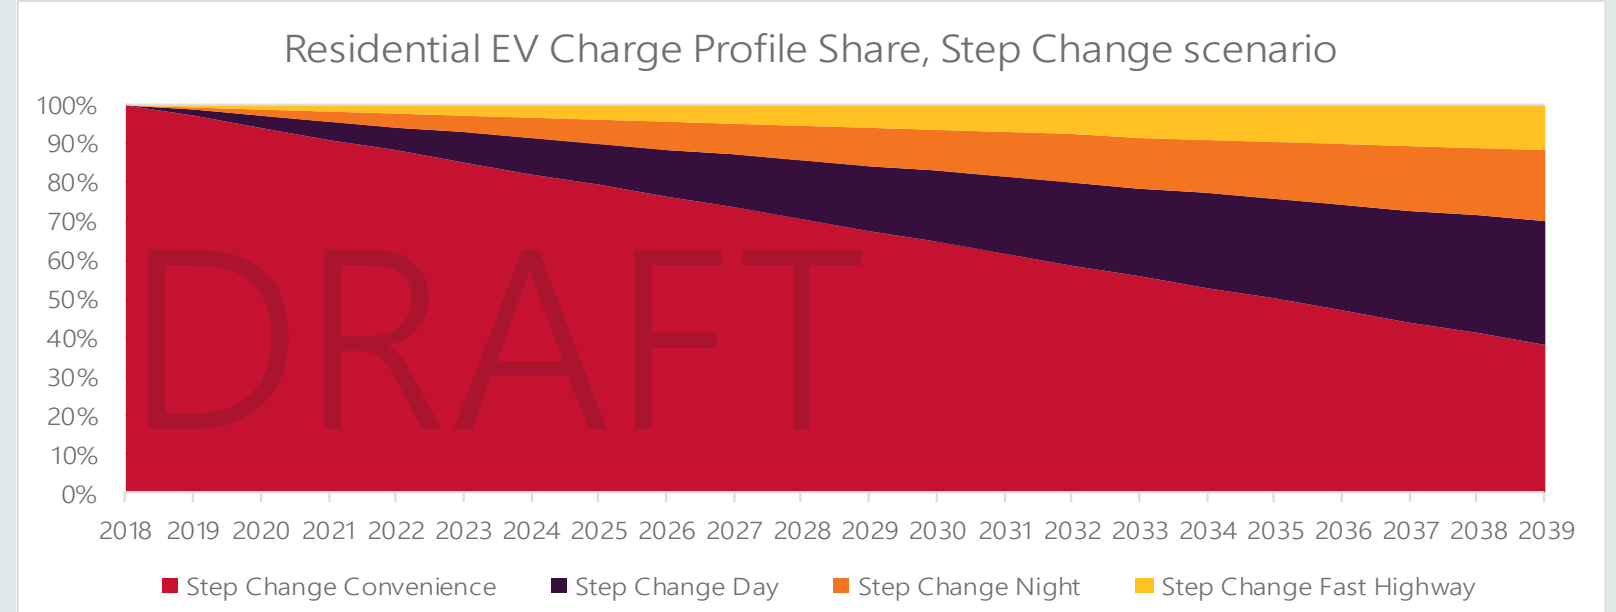 Residential EV Charge Profile Share, Step Change scenario
100%
90%
80%
70%
60%
50%
40%
30%
20%
10%
0%
DRAFT
2018 2019 2020 2021 2022 2023 2024 2025 2026 2027 2028 2029 2030 2031 2032 2033 2034 2035 2036 2037 2038 2039
Step Change Convenience Step Change Day Step Change Night Step Change Fast Highway